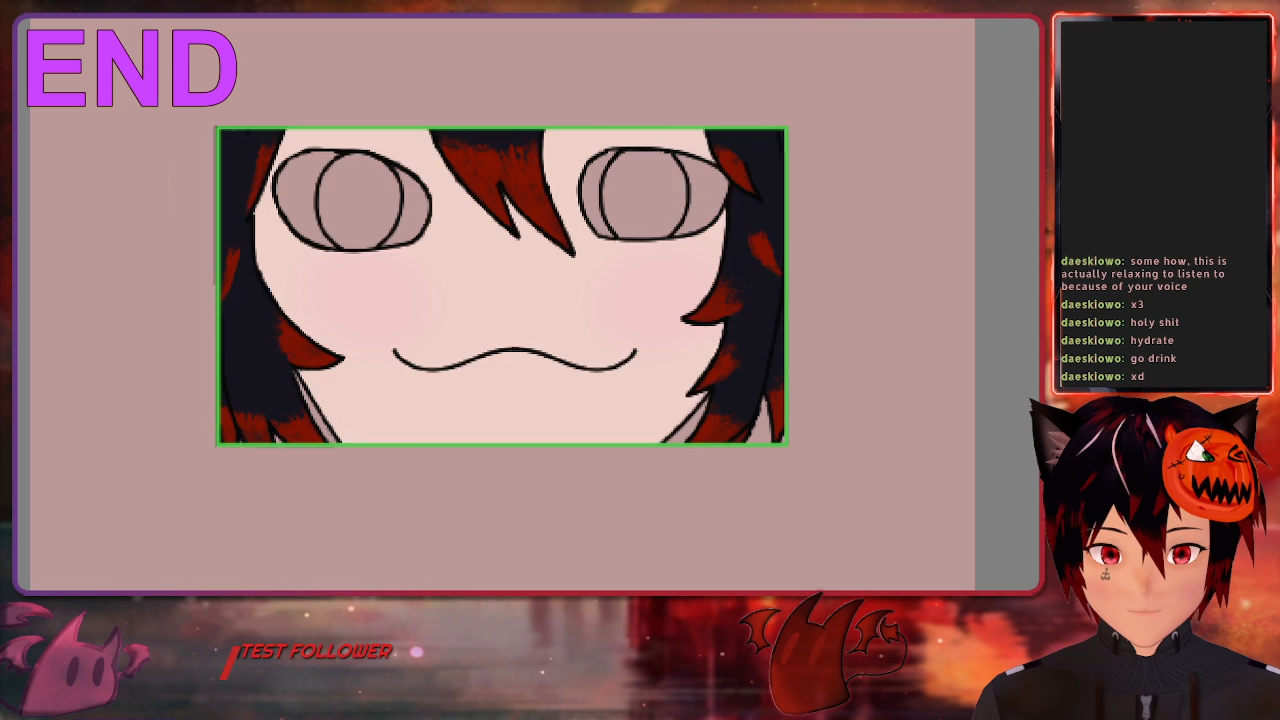 END
daeskiowo: some how, this is
actually relaxing to listen to
because of your voice
daeskiowo: x3
daeskiowo: holy shit
daeskiowo: hydrate
daeskiowo: go drink
daeskiowo: xd
TEST FOLLOWER